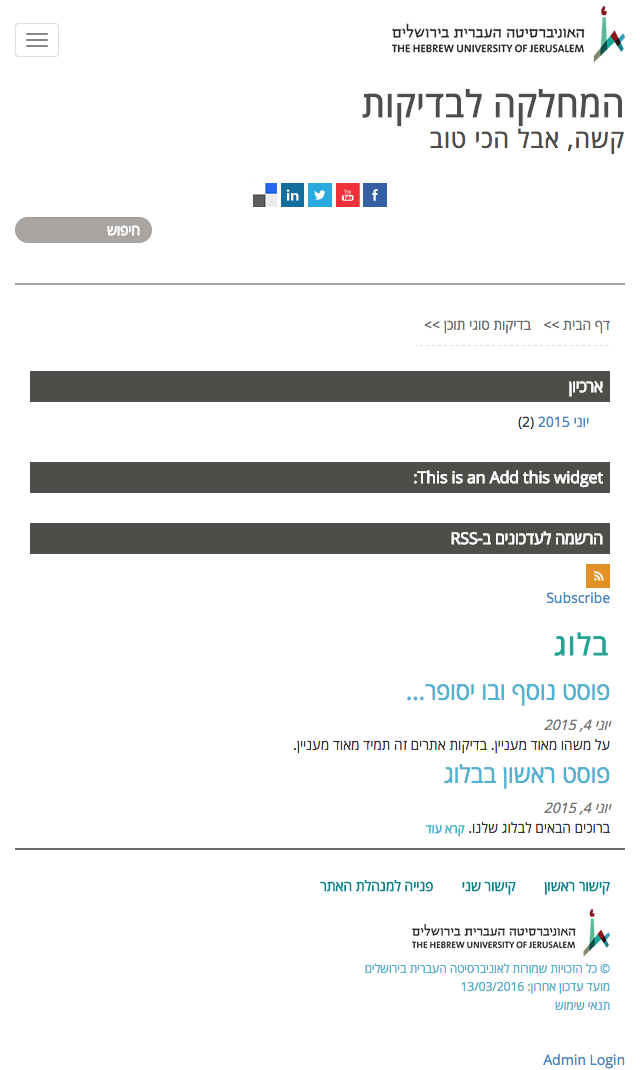 האוניברסיטה העברית בירושלים
THE HEBREW UNIVERSITY OF JERUSALEM
המחלקה לבדיקות
קשה, אבל הכי טוב
in You Tube f
חיפוש
דף הבית >> בדיקות סוגי תוכן >>
ארכיון
יוני 2015 (2)
This is an Add this widget:
הרשמה לעדכונים ב-RSS
Subscribe
בלוג
פוסט נוסף ובו יסופר...
יוני 4, 2015
על משהו מאוד מעניין. בדיקות אתרים זה תמיד מאוד מעניין.
פוסט ראשון בבלוג
יוני 4, 2015
ברוכים הבאים לבלוג שלנו. קרא עוד
קישור ראשון קישור שני פנייה למנהלת האתר
האוניברסיטה העברית בירושלים
THE HEBREW UNIVERSITY OF JERUSALEM
© כל הזכויות שמורות לאוניברסיטה העברית בירושלים
מועד עדכון אחרון: 13/03/2016
תנאי שימוש
Admin Login